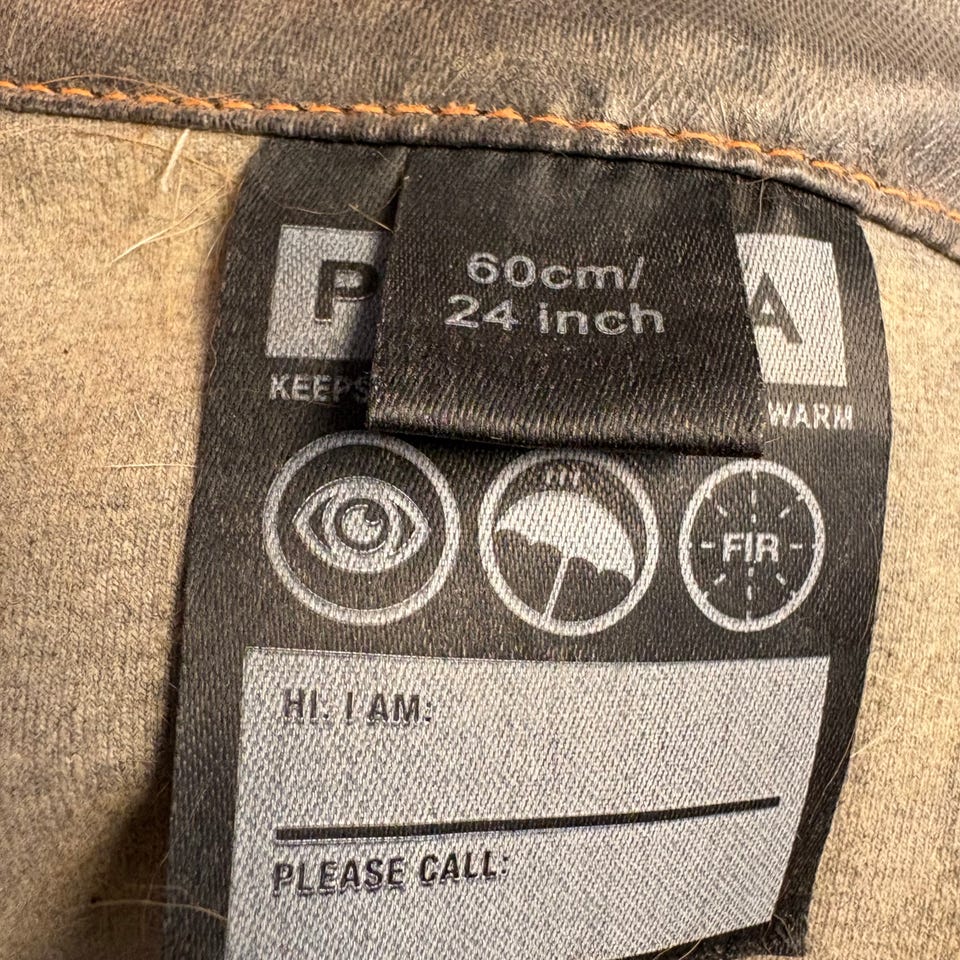 60cm/
24 inch
P A
KEEPS WARM
FIR
HI. I AM:
PLEASE CALL: